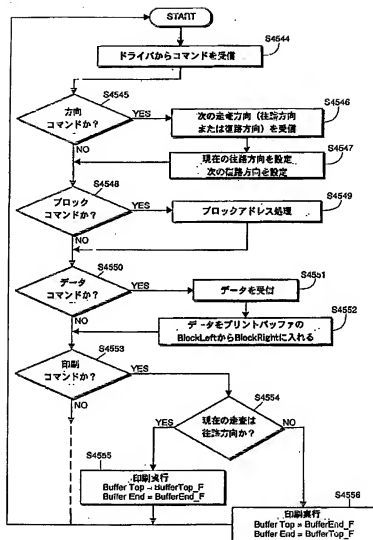 START
S4544
ドライバからコマンドを受信
S4545
方向
コマンドか?
YES
NO
S4546
次の走査方向（往路方向
または復路方向）を受信
S4547
現在の往路方向を設定
次の復路方向を設定
S4548
ブロック
コマンドか?
YES
NO
S4549
ブロックアドレス処理
S4550
データ
コマンドか?
YES
NO
S4551
データを受付
S4552
データをプリントバッファの
BlockLeftからBlockRightに入れる
S4553
印刷
コマンドか?
YES
NO
S4554
現在の走査は
往路方向か?
YES
NO
S4555
印刷実行
Buffer Top = BufferTop_F
Buffer End = BufferEnd_F
S4556
印刷実行
Buffer Top = BufferEnd_F
Buffer End = BufferTop_F